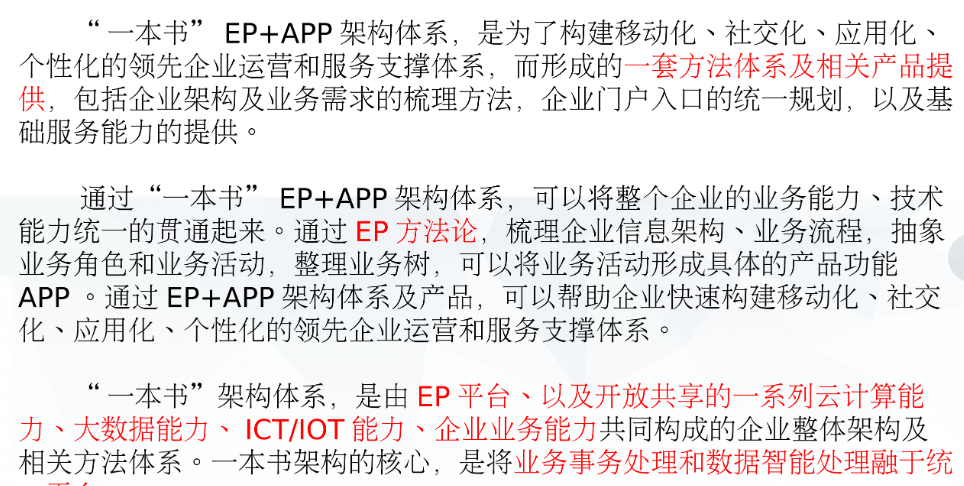 “ 一本书” EP+APP 架构体系，是为了构建移动化、社交化、应用化、
个性化的领先企业运营和服务支撑体系，而形成的一套方法体系及相关产品提
供，包括企业架构及业务需求的梳理方法，企业门户入口的统一规划，以及基
础服务能力的提供。
通过“一本书” EP+APP 架构体系，可以将整个企业的业务能力、技术
能力统一的贯通起来。通过 EP 方法论，梳理企业信息架构、业务流程，抽象
业务角色和业务活动，整理业务树，可以将业务活动形成具体的产品功能
APP 。通过 EP+APP 架构体系及产品，可以帮助企业快速构建移动化、社交
化、应用化、个性化的领先企业运营和服务支撑体系。
“ 一本书”架构体系，是由 EP 平台、以及开放共享的一系列云计算能
力、大数据能力、 ICT/IOT 能力、企业业务能力共同构成的企业整体架构及
相关方法体系。一本书架构的核心，是将业务事务处理和数据智能处理融于统